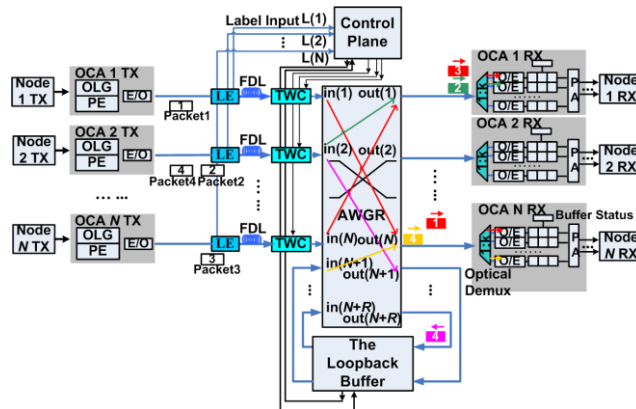 Label Input
L(1)
L(2)
L(N)
Control
Plane
OCA 1 TX
Node
1 TX
OLG
PE
E/O
1
Packet1
LE
FDL
TWC
in(1)
out(1)
3
2
OCA 1 RX
1:K
O/E
O/E
......
O/E
P
A
Node
1 RX
OCA 2 TX
Node
2 TX
OLG
PE
E/O
4
Packet4
2
Packet2
LE
FDL
TWC
in(2)
out(2)
OCA 2 RX
1:K
O/E
O/E
......
O/E
P
A
Node
2 RX
... ...
AWGR
OCA N TX
Node
N TX
OLG
PE
E/O
3
Packet3
LE
FDL
TWC
in(N)
out(N)
1
4
OCA N RX
Buffer Status
1:K
O/E
O/E
......
O/E
P
A
Node
N RX
in(N+1)
out(N+1)
Optical
Demux
in(N+R)
out(N+R)
4
The
Loopback
Buffer